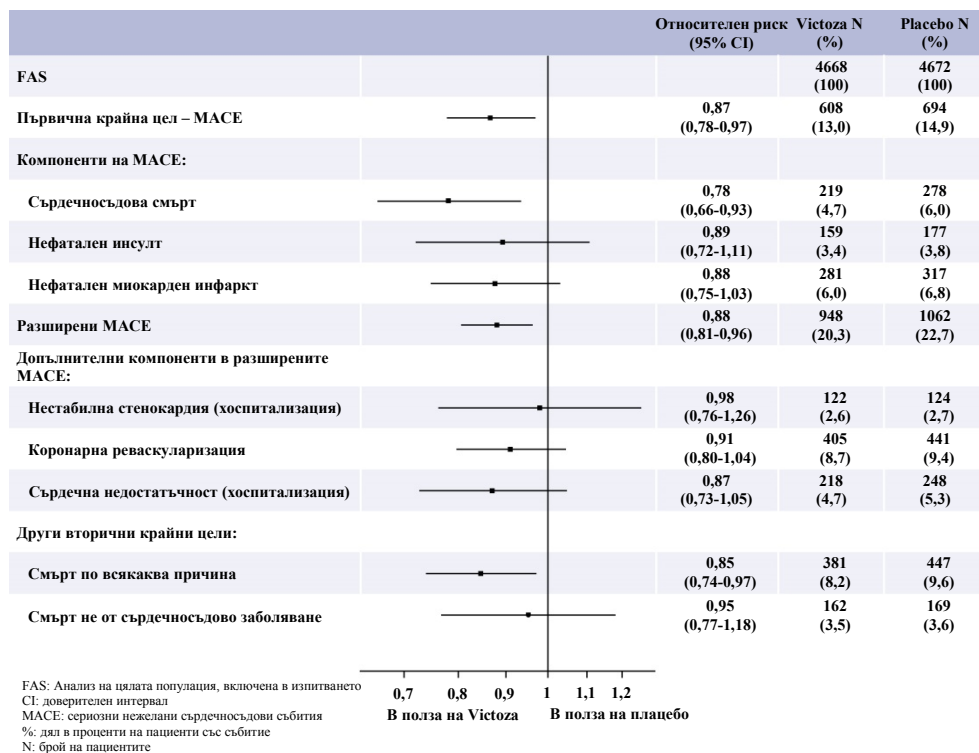 Относителен риск Victoza N Placebo N
(95% CI) (%) (%)
FAS 4668 4672
(100) (100)
Първична крайна цел – MACE 0,87 608 694
(0,78-0,97) (13,0) (14,9)
Компоненти на MACE:
Сърдечносъдова смърт 0,78 219 278
(0,66-0,93) (4,7) (6,0)
Нефатален инсулт 0,89 159 177
(0,72-1,11) (3,4) (3,8)
Нефатален миокарден инфаркт 0,88 281 317
(0,75-1,03) (6,0) (6,8)
Разширени MACE 0,88 948 1062
(0,81-0,96) (20,3) (22,7)
Допълнителни компоненти в разширените
MACE:
Нестабилна стенокардия (хоспитализация) 0,98 122 124
(0,76-1,26) (2,6) (2,7)
Коронарна реваскуларизация 0,91 405 441
(0,80-1,04) (8,7) (9,4)
Сърдечна недостатъчност (хоспитализация) 0,87 218 248
(0,73-1,05) (4,7) (5,3)
Други вторични крайни цели:
Смърт по всякаква причина 0,85 381 447
(0,74-0,97) (8,2) (9,6)
Смърт не от сърдечносъдово заболяване 0,95 162 169
(0,77-1,18) (3,5) (3,6)
0,7 0,8 0,9 1 1,1 1,2
В полза на Victoza В полза на плацебо
FAS: Анализ на цялата популация, включена в изпитването
CI: доверителен интервал
MACE: сериозни нежелани сърдечносъдови събития
%: дял в проценти на пациенти със събитие
N: брой на пациентите